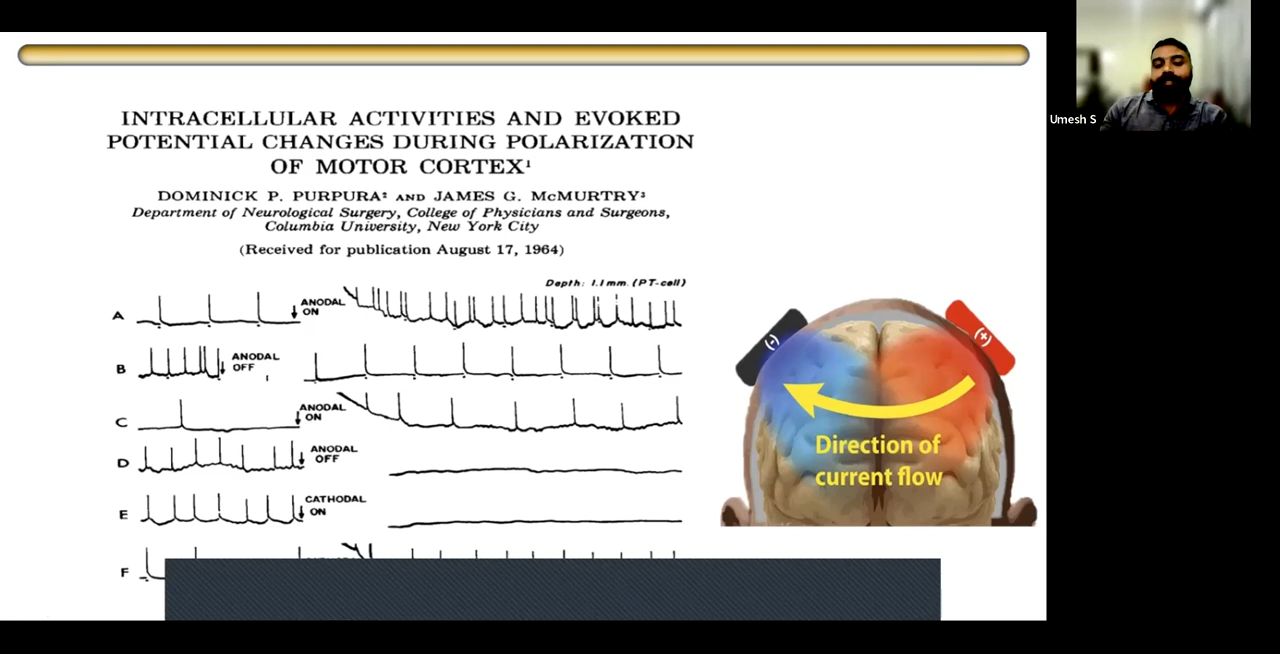 Umesh S
INTRACELLULAR ACTIVITIES AND EVOKED
POTENTIAL CHANGES DURING POLARIZATION
OF MOTOR CORTEX¹
DOMINICK P. PURPURA² AND JAMES G. McMURTRY³
Department of Neurological Surgery, College of Physicians and Surgeons,
Columbia University, New York City
(Received for publication August 17, 1964)
Depth: 1.1mm. (PT-cell)
A
ANODAL
ON
B
ANODAL
OFF
C
ANODAL
ON
D
ANODAL
OFF
E
CATHODAL
ON
F
(-)
(+)
Direction of
current flow